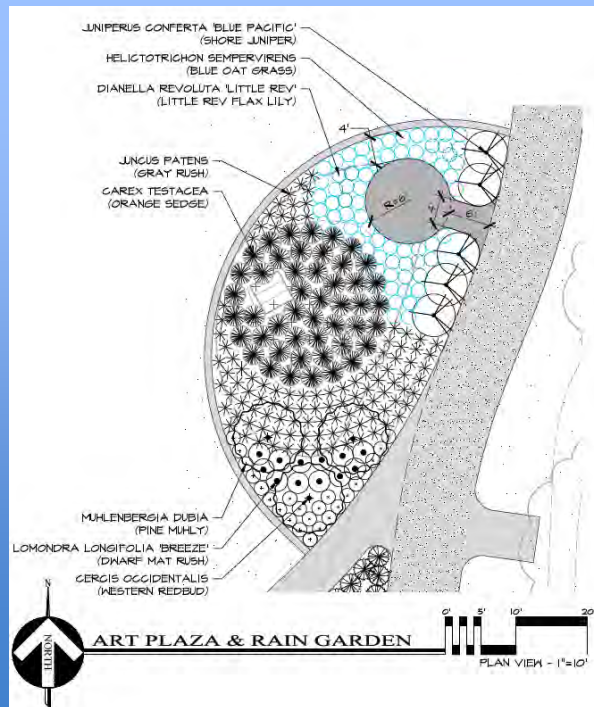 JUNIPERUS CONFERTA 'BLUE PACIFIC'
(SHORE JUNIPER)
HELICTOTRICHON SEMPERVIRENS
(BLUE OAT GRASS)
DIANELLA REVOLUTA 'LITTLE REV'
(LITTLE REV FLAX LILY)
4'
JUNCUS PATENS
(GRAY RUSH)
CAREX TESTACEA
(ORANGE SEDGE)
R=6'
MUHLENBERGIA DUBIA
(PINE MUHLY)
LOMONDRA LONGIFOLIA 'BREEZE'
(DWARF MAT RUSH)
CERCIS OCCIDENTALIS
(WESTERN REDBUD)
N
NORTH
ART PLAZA & RAIN GARDEN
0' 5' 10' 20'
PLAN VIEW - 1"=10'